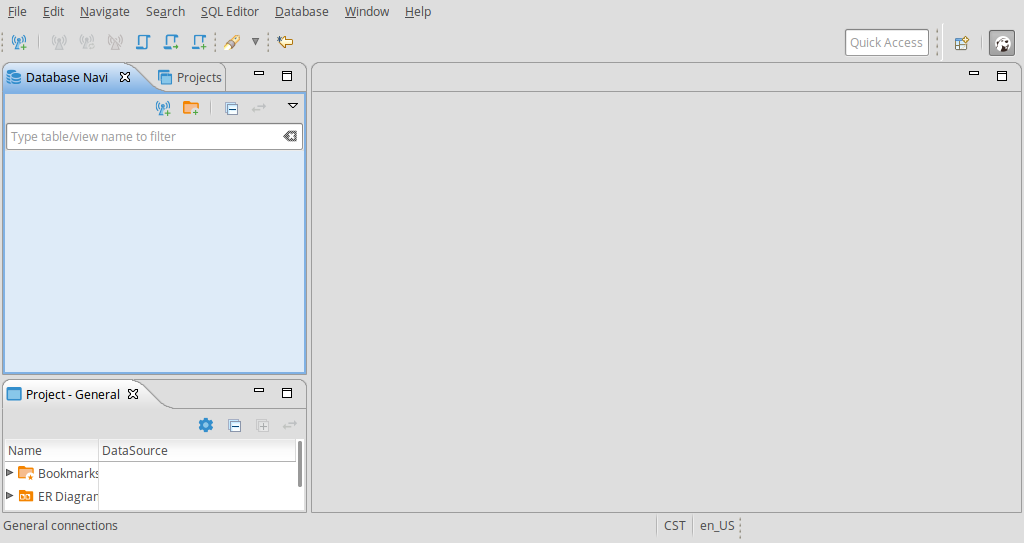 File Edit Navigate Search SQL Editor Database Window Help
Quick Access
Database Navi Projects
Type table/view name to filter
Project - General
Name DataSource
Bookmarks
ER Diagram
General connections CST en_US